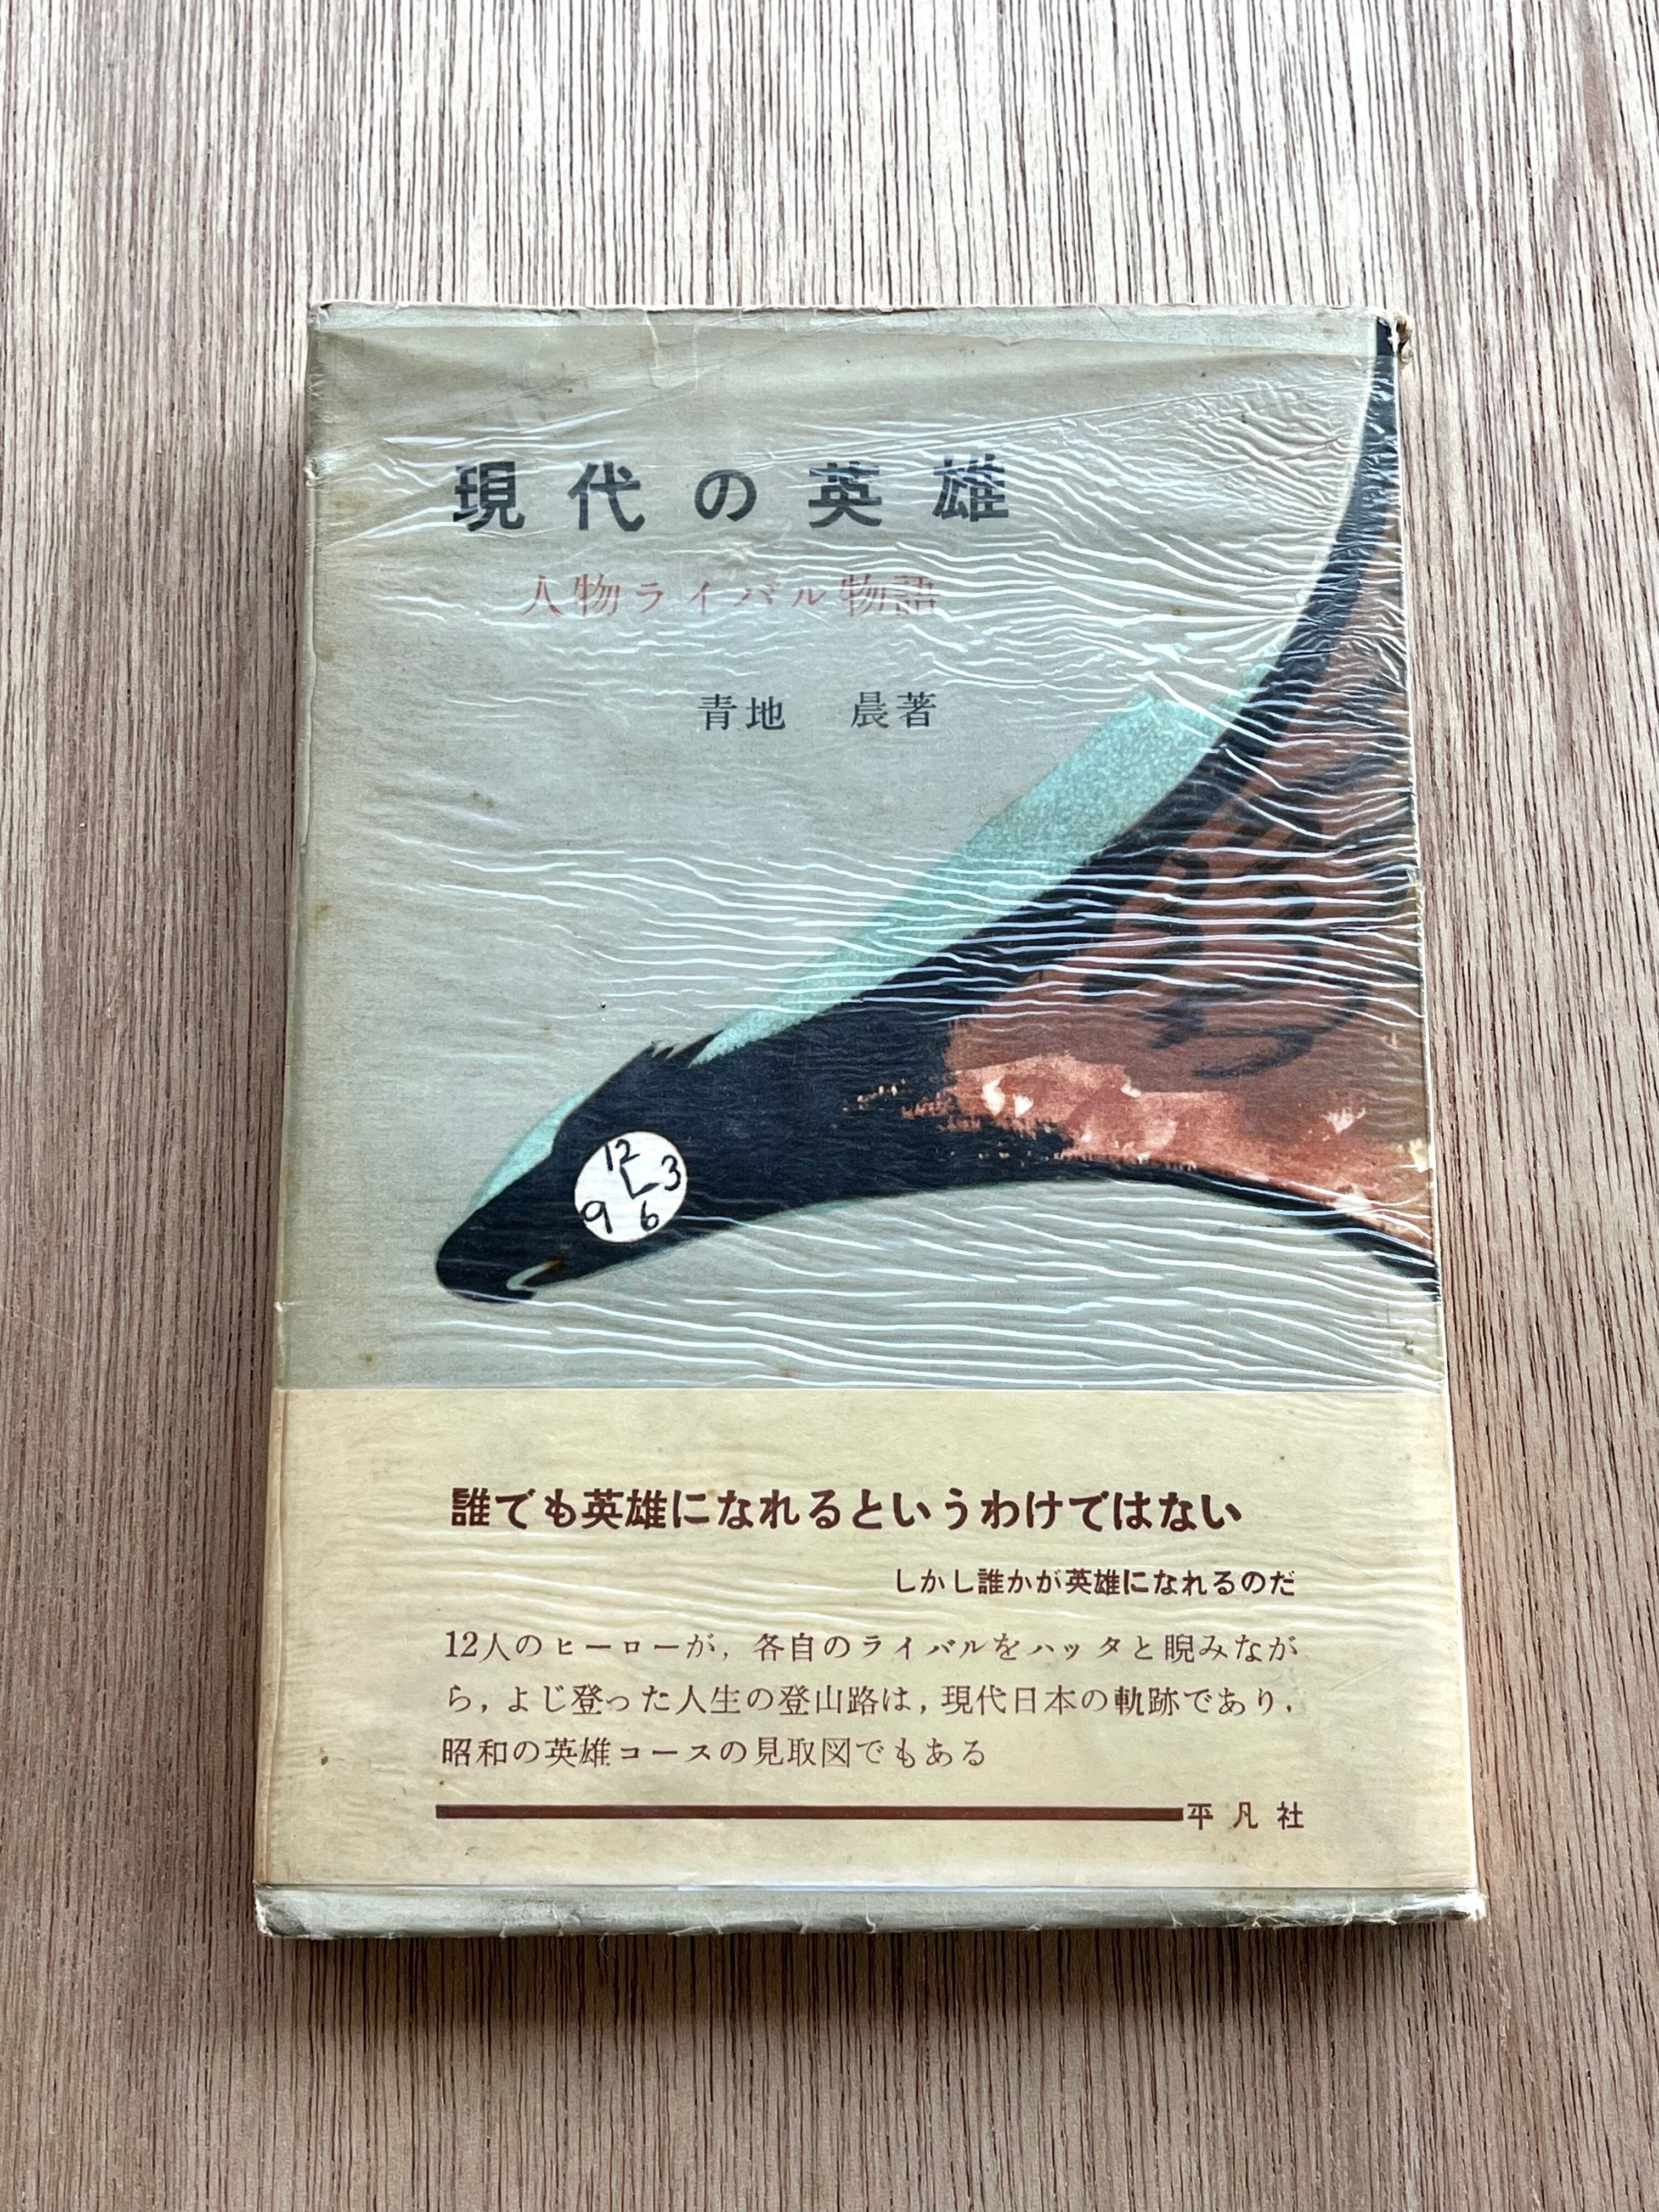 現代の英雄
人物ライバル物語
青地 晨著
12
3
9
6
誰でも英雄になれるというわけではない
しかし誰かが英雄になれるのだ
12人のヒーローが，各自のライバルをハッタと睨みなが
ら，よじ登った人生の登山路は，現代日本の軌跡であり，
昭和の英雄コースの見取図でもある
平凡社